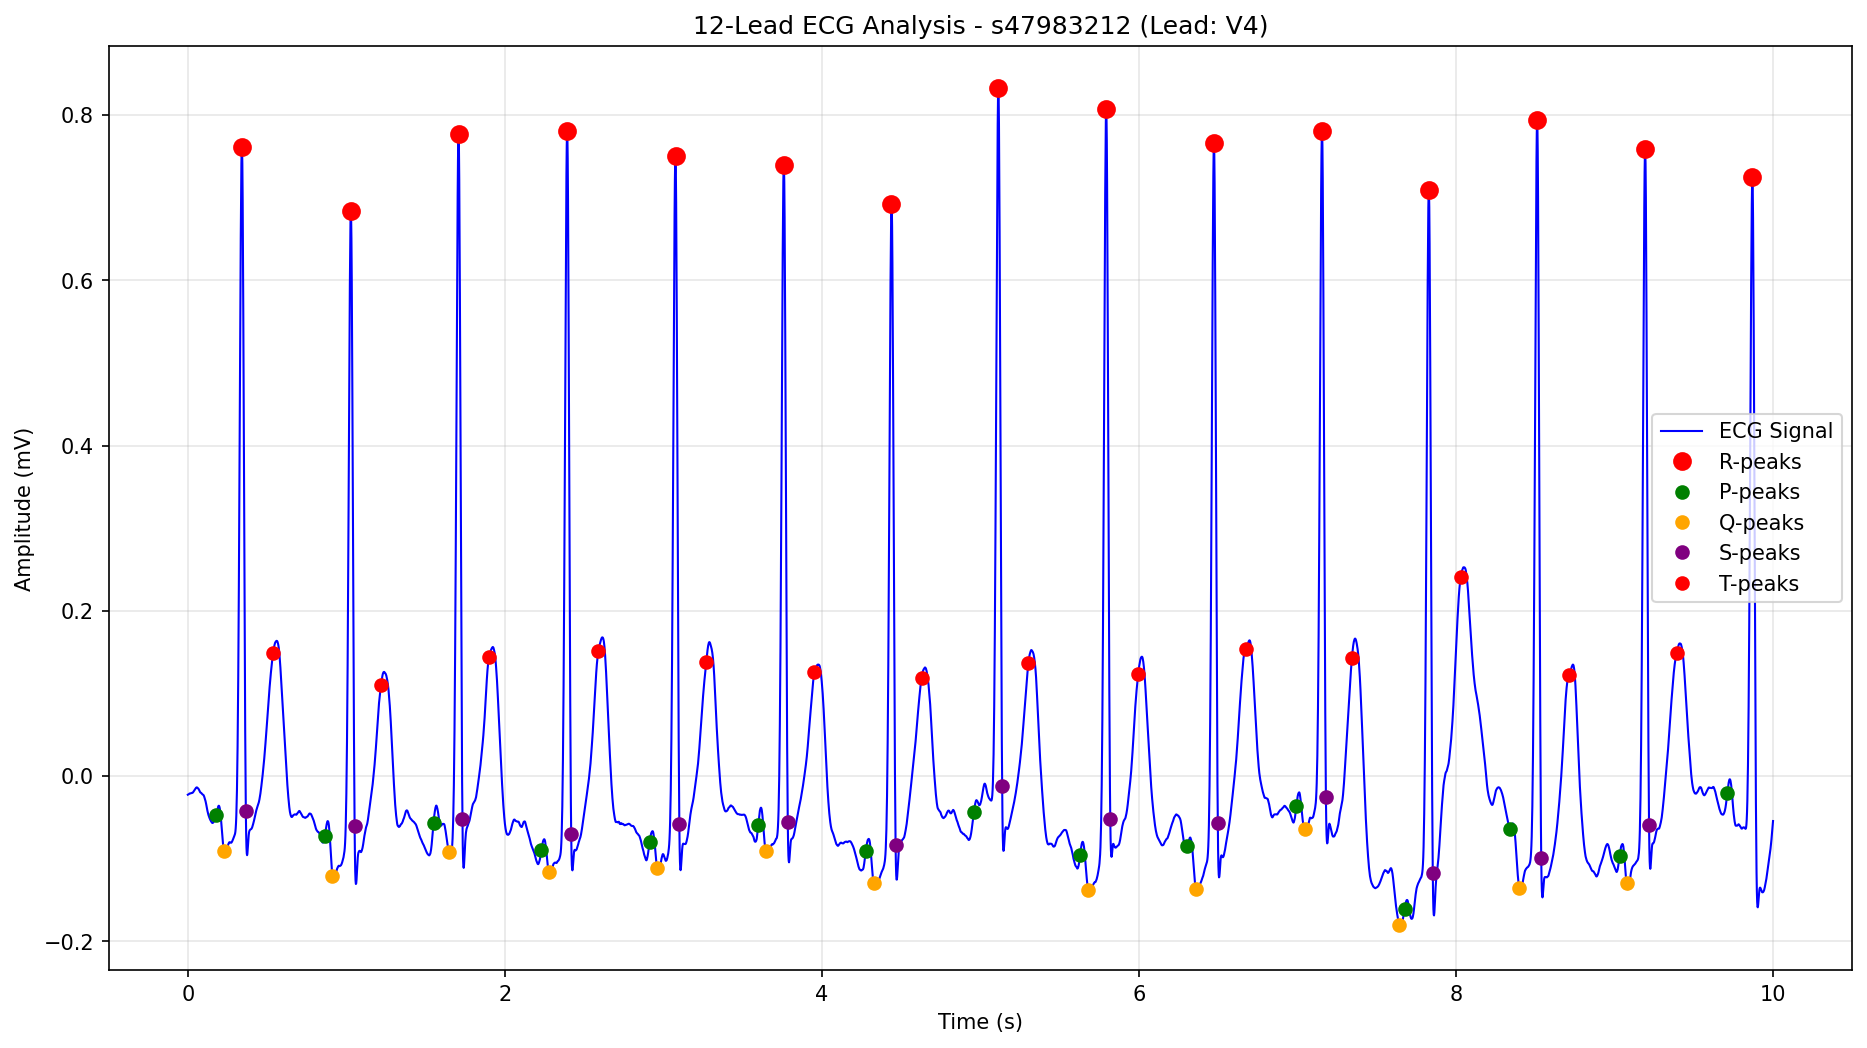 12-Lead ECG Analysis - s47983212 (Lead: V4)
Amplitude (mV)
0.8
0.6
0.4
0.2
0.0
−0.2
ECG Signal
R-peaks
P-peaks
Q-peaks
S-peaks
T-peaks
0 2 4 6 8 10
Time (s)